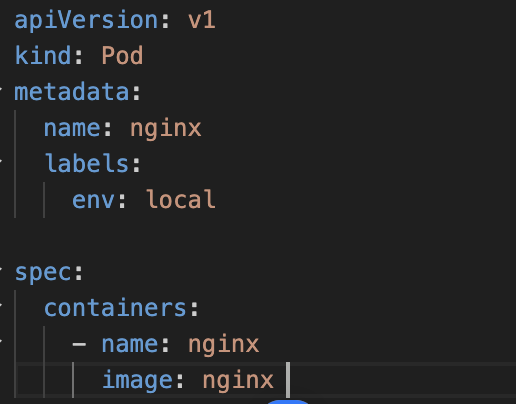 apiVersion: v1
kind: Pod
metadata:
  name: nginx
  labels:
    env: local

spec:
  containers:
    - name: nginx
      image: nginx